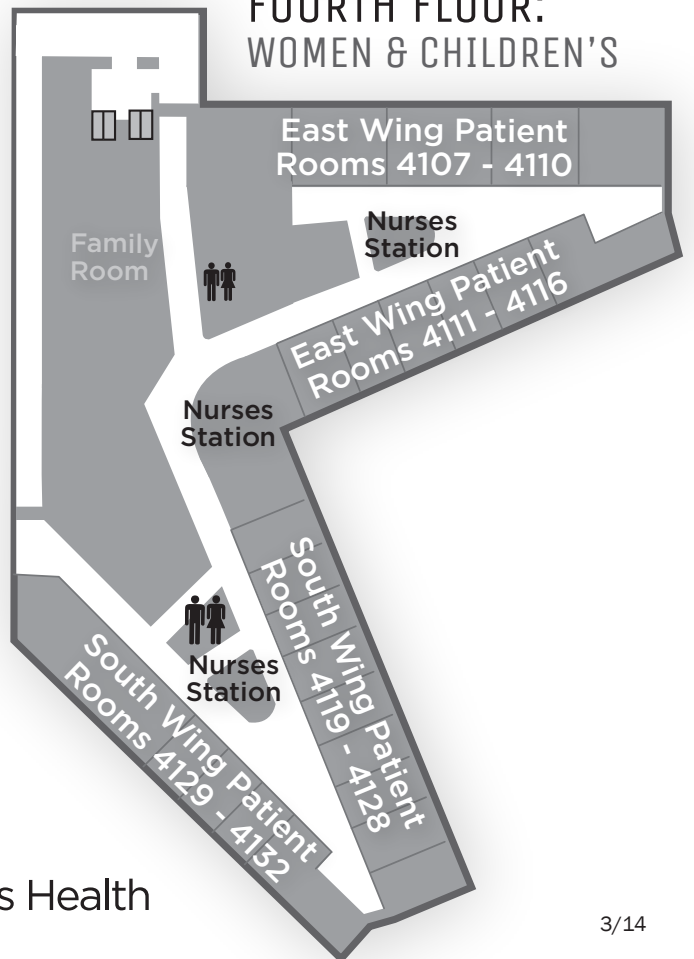 FOURTH FLOOR:
WOMEN & CHILDREN'S
East Wing Patient
Rooms 4107 - 4110
Nurses
Station
Family
Room
East Wing Patient
Rooms 4111 - 4116
Nurses
Station
South Wing Patient
Rooms 4119 - 4128
Nurses
Station
South Wing Patient
Rooms 4129 - 4132
s Health
3/14